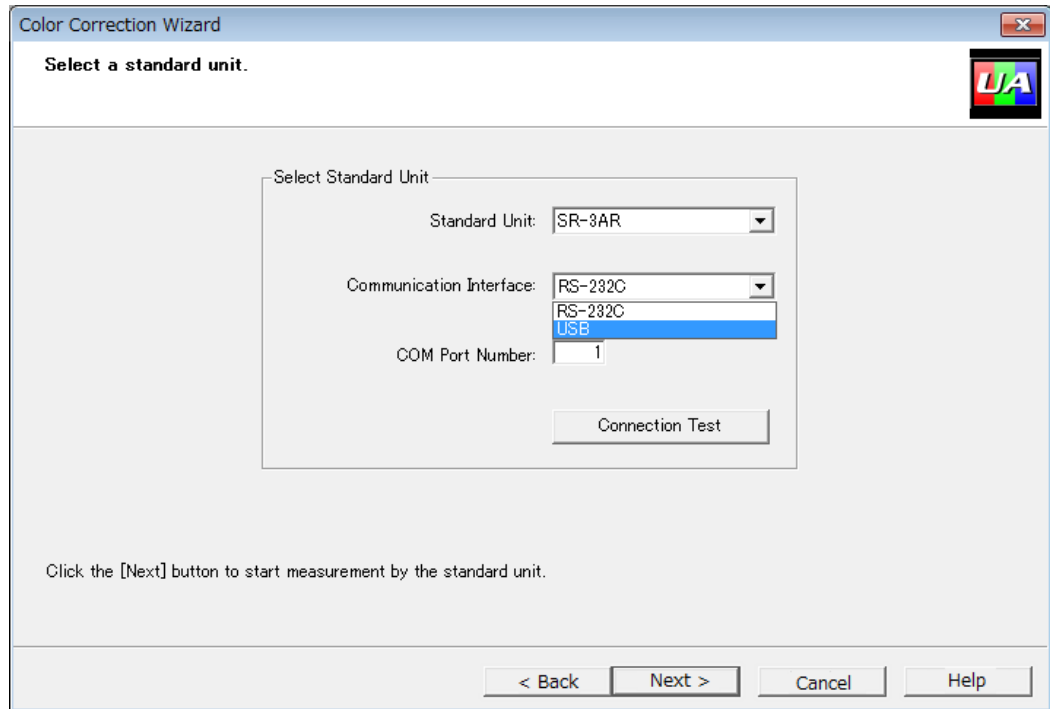 Color Correction Wizard
Select a standard unit.
UA
Select Standard Unit
Standard Unit: SR-3AR
Communication Interface: RS-232C
RS-232C
USB
COM Port Number: 1
Connection Test
Click the [Next] button to start measurement by the standard unit.
< Back Next > Cancel Help